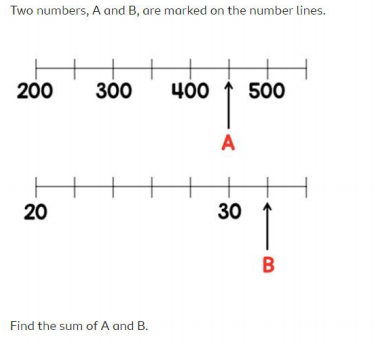 Two numbers, A and B, are marked on the number lines.
200 300 400 500
A
20 30
B
Find the sum of A and B.